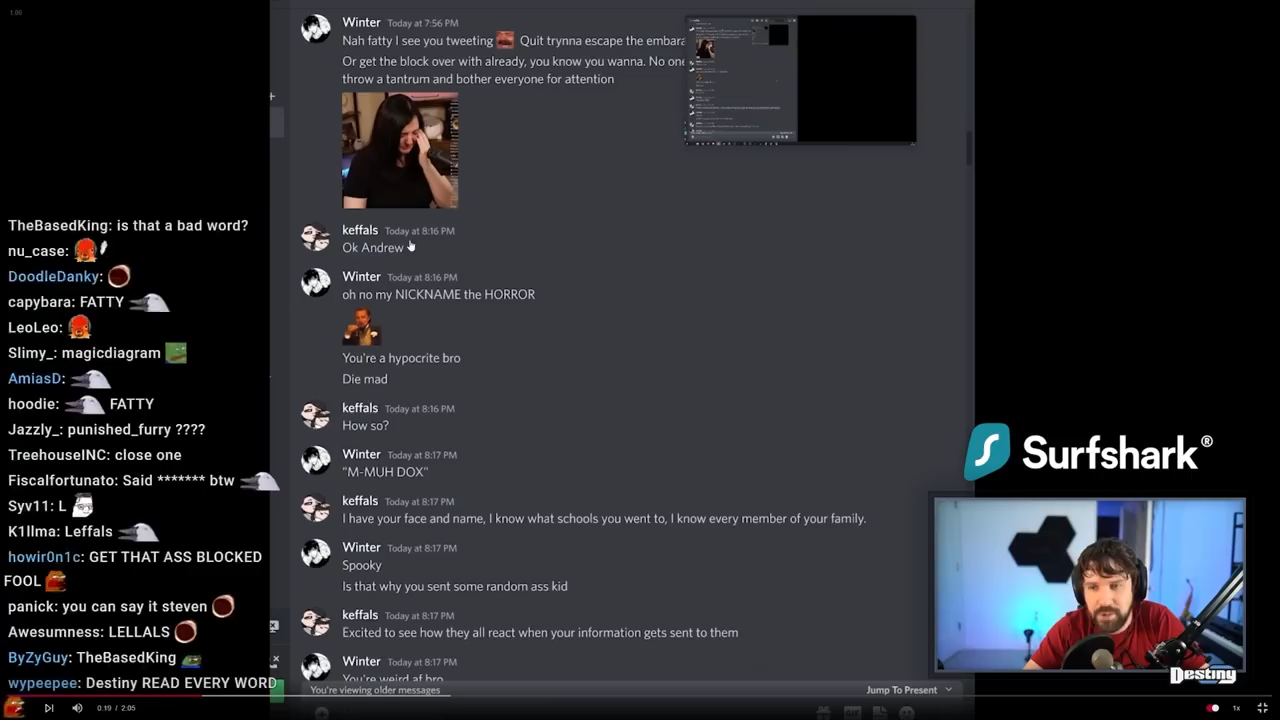 1.00
Winter Today at 7:56 PM
Nah fatty I see you tweeting Quit trynna escape the embara
Or get the block over with already, you know you wanna. No one
throw a tantrum and bother everyone for attention
keffals Today at 8:16 PM
Ok Andrew
Winter Today at 8:16 PM
oh no my NICKNAME the HORROR
You're a hypocrite bro
Die mad
keffals Today at 8:16 PM
How so?
Winter Today at 8:17 PM
"M-MUH DOX"
keffals Today at 8:17 PM
I have your face and name, I know what schools you went to, I know every member of your family.
Winter Today at 8:17 PM
Spooky
Is that why you sent some random ass kid
keffals Today at 8:17 PM
Excited to see how they all react when your information gets sent to them
Winter Today at 8:17 PM
You're weird af bro
You're viewing older messages
Jump To Present
TheBasedKing: is that a bad word?
nu_case:
DoodleDanky:
capybara: FATTY
LeoLeo:
Slimy_: magicdiagram
AmiasD:
hoodie: FATTY
Jazzly_: punished_furry ????
TreehouseINC: close one
Fiscalfortunato: Said ******* btw
Syv11: L
K1llma: Leffals
howir0n1c: GET THAT ASS BLOCKED
FOOL
panick: you can say it steven
Awesumness: LELLALS
ByZyGuy: TheBasedKing
wypeepee: Destiny READ EVERY WORD
Surfshark®
Destiny
0:19 / 2:05
1x